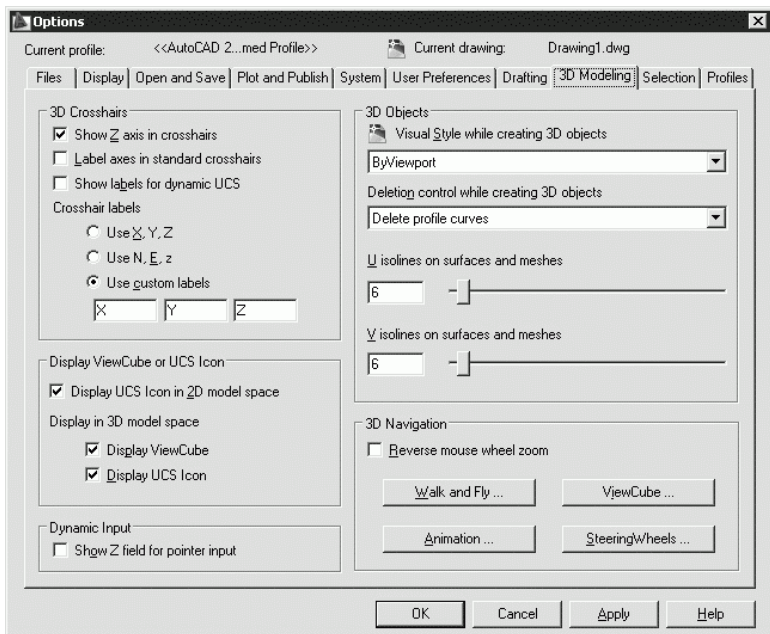 Options
Current profile: <<AutoCAD 2...med Profile>> Current drawing: Drawing1.dwg
Files Display Open and Save Plot and Publish System User Preferences Drafting 3D Modeling Selection Profiles
3D Crosshairs
Show Z axis in crosshairs
Label axes in standard crosshairs
Show labels for dynamic UCS
Crosshair labels
Use X, Y, Z
Use N, E, z
Use custom labels
X Y Z
Display ViewCube or UCS Icon
Display UCS Icon in 2D model space
Display in 3D model space
Display ViewCube
Display UCS Icon
Dynamic Input
Show Z field for pointer input
3D Objects
Visual Style while creating 3D objects
ByViewport
Deletion control while creating 3D objects
Delete profile curves
U isolines on surfaces and meshes
6
V isolines on surfaces and meshes
6
3D Navigation
Reverse mouse wheel zoom
Walk and Fly ... ViewCube ...
Animation ... SteeringWheels ...
OK Cancel Apply Help